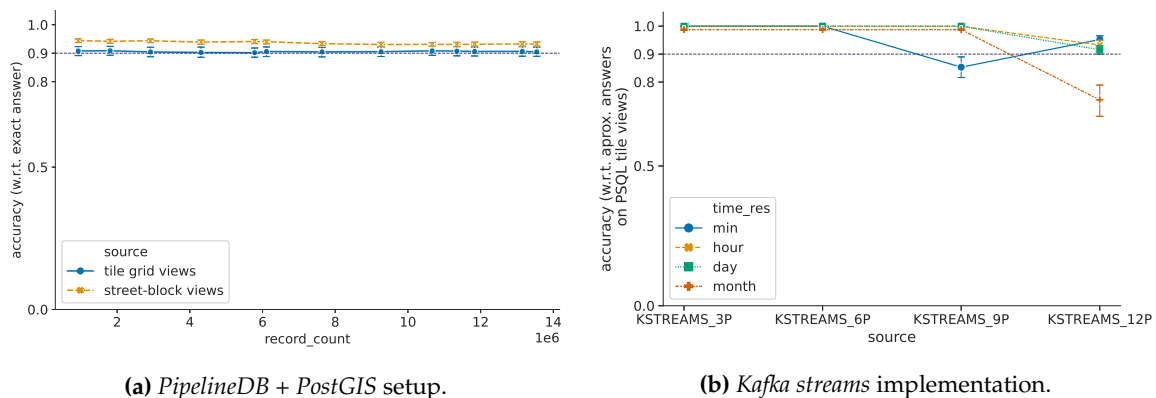 1.0
0.9
0.8
0.5
0.0
accuracy (w.r.t. exact answer)
source
tile grid views
street-block views
2
4
6
8
10
12
14
1e6
record_count
(a) PipelineDB + PostGIS setup.
1.0
0.9
0.8
0.5
0.0
accuracy (w.r.t. aprox. answers
on PSQL tile views)
time_res
min
hour
day
month
KSTREAMS_3P
KSTREAMS_6P
KSTREAMS_9P
KSTREAMS_12P
source
(b) Kafka streams implementation.